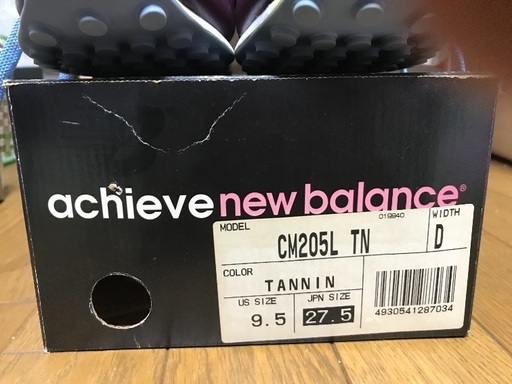 achieve new balance®
MODEL 019940 WIDTH
CM205L TN D
COLOR
TANNIN
US SIZE JPN SIZE
9.5 27.5
4930541287034